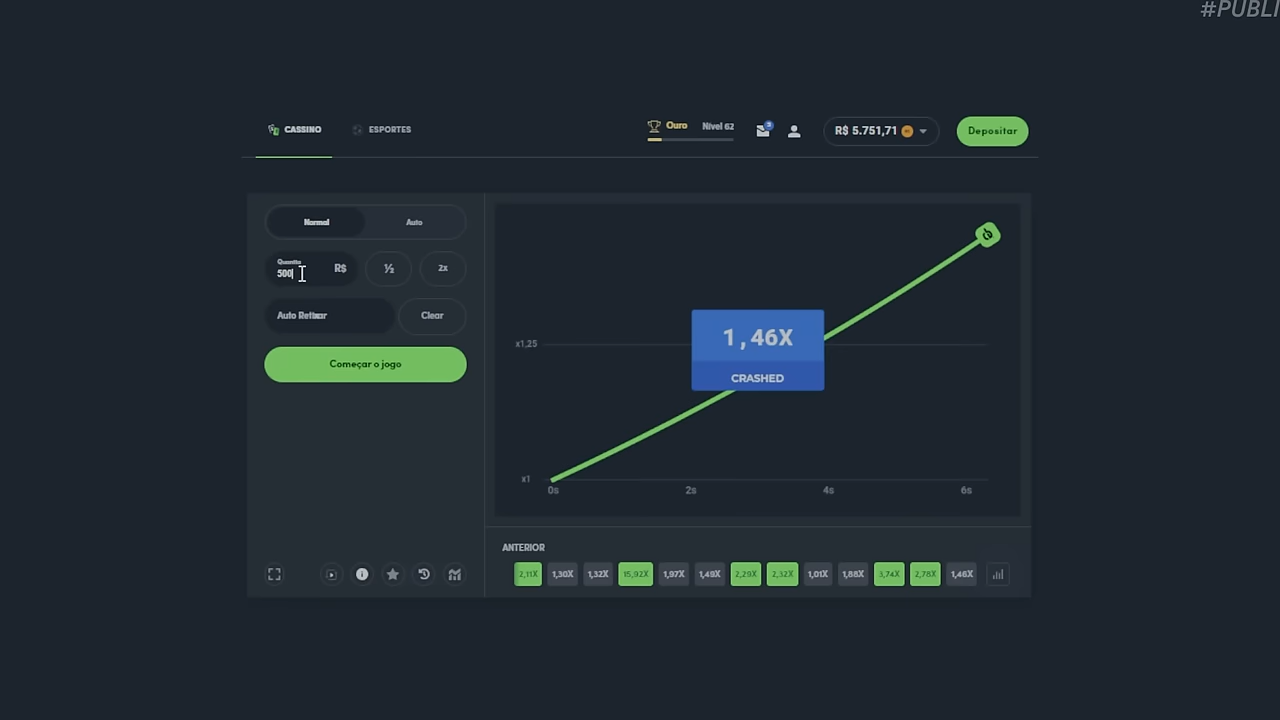 #PUBLI
CASSINO
ESPORTES
Ouro
Nível 62
R$ 5.751,71
Depositar
Normal
Auto
Quantia
500
R$
½
2x
Auto Retirar
Clear
Começar o jogo
1,46X
CRASHED
x1,25
x1
0s 2s 4s 6s
ANTERIOR
2,11X 1,30X 1,32X 15,92X 1,97X 1,49X 2,29X 2,32X 1,01X 1,88X 3,74X 2,78X 1,46X